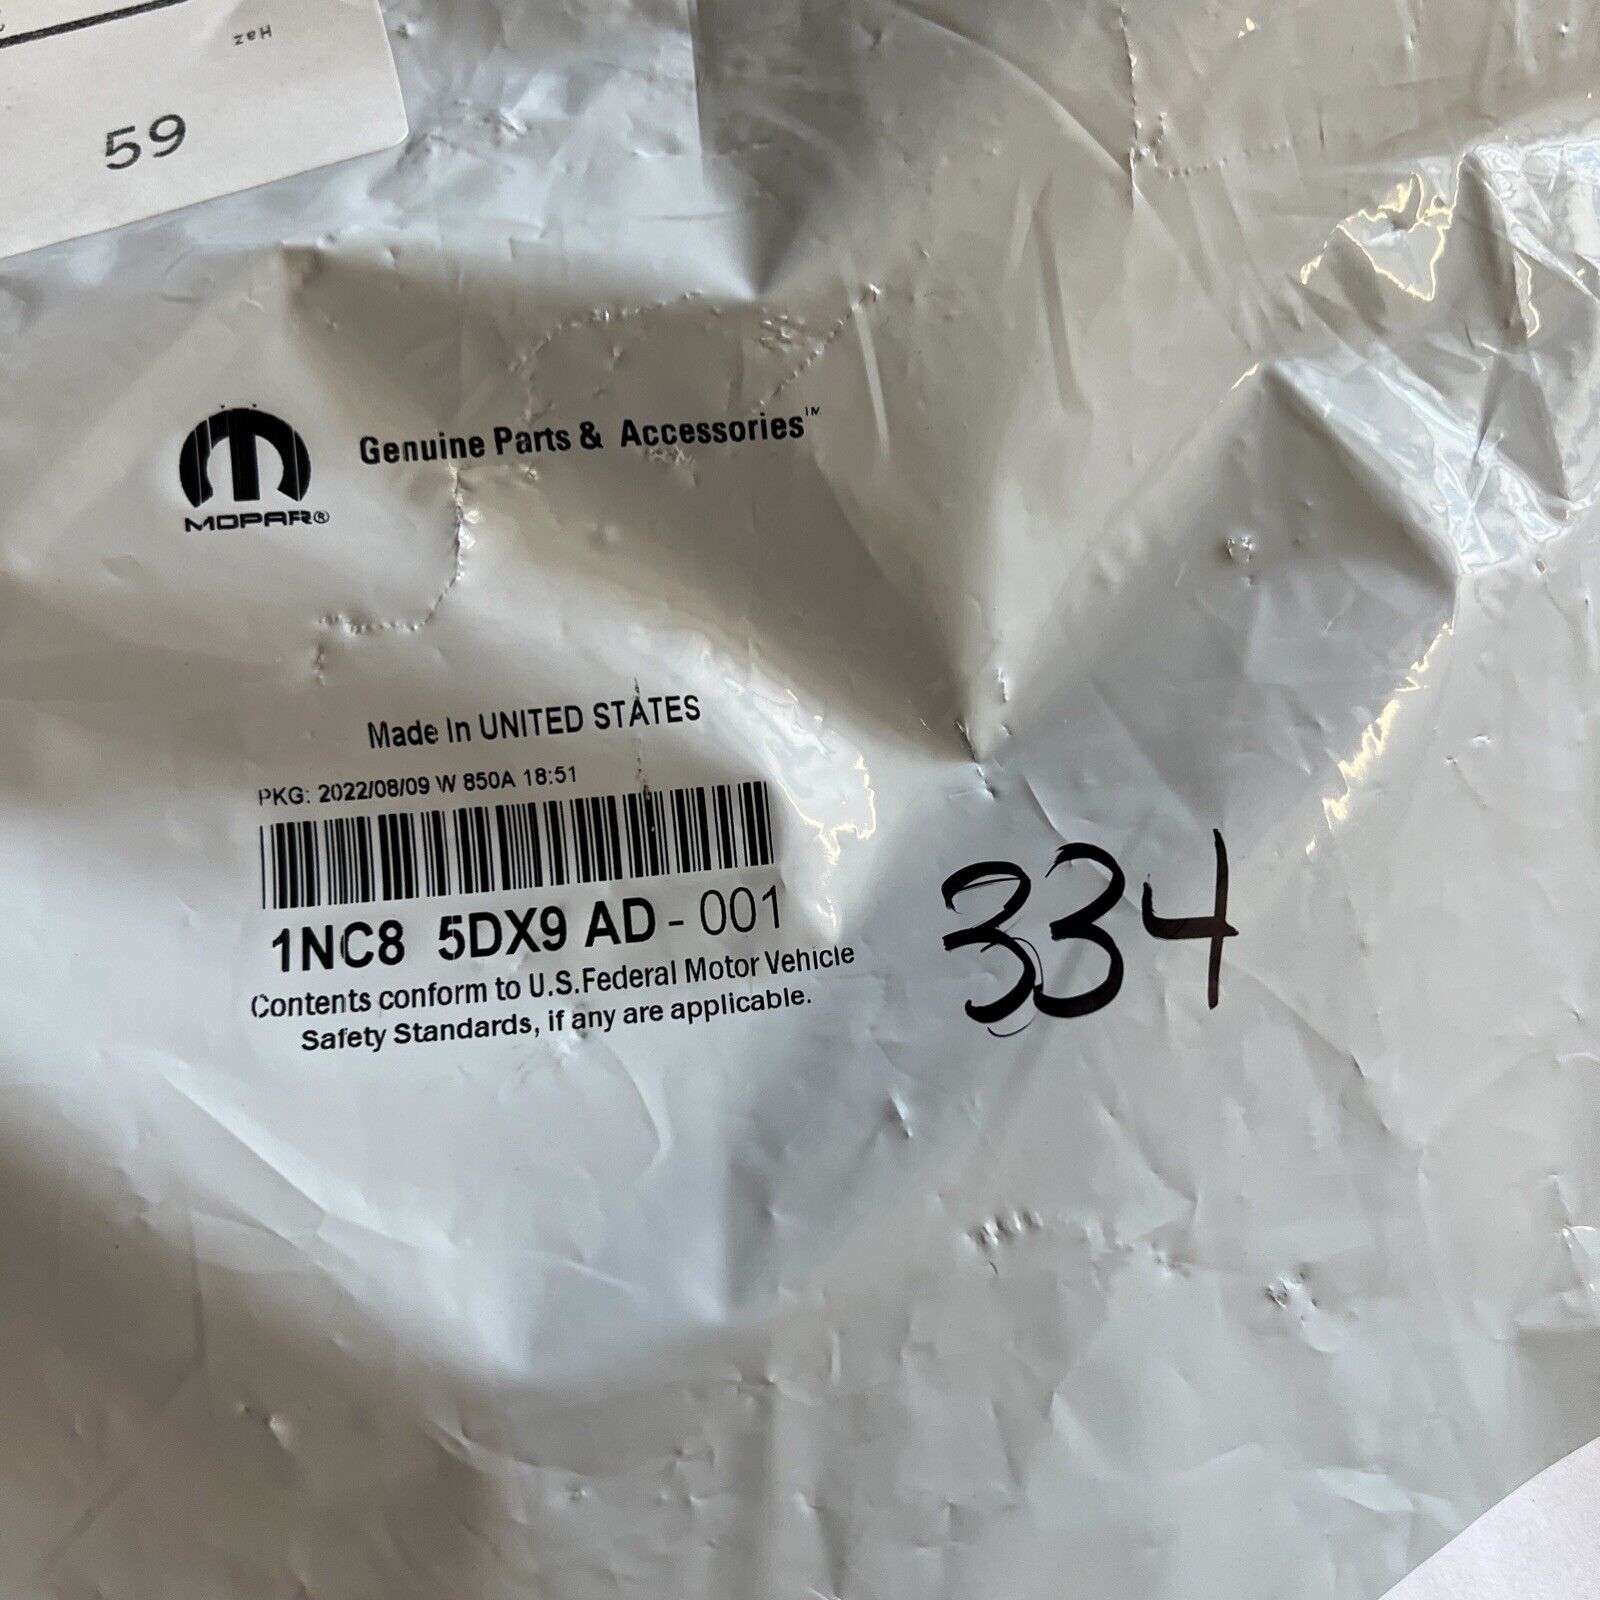 Haz
59
Genuine Parts & Accessories™
MOPAR®
Made In UNITED STATES
PKG: 2022/08/09 W 850A 18:51
1NC8 5DX9 AD - 001
334
Contents conform to U.S.Federal Motor Vehicle
Safety Standards, if any are applicable.